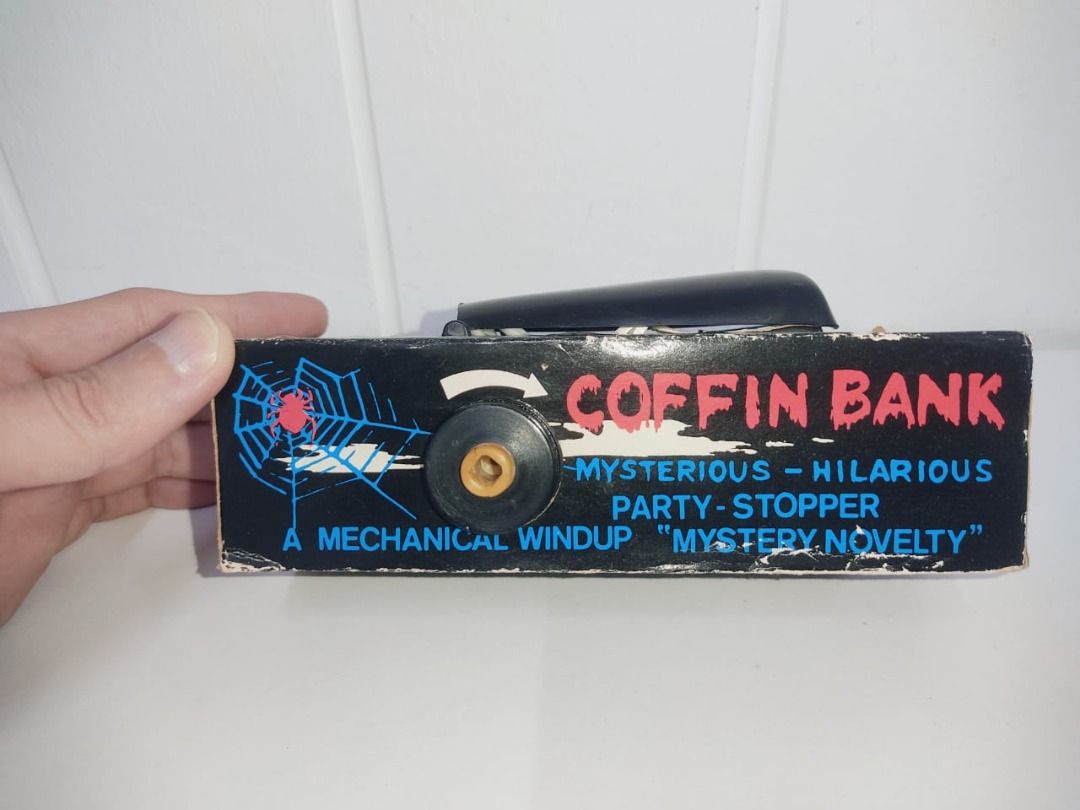 COFFIN BANK
MYSTERIOUS - HILARIOUS
PARTY-STOPPER
A MECHANICAL WINDUP "MYSTERY NOVELTY"